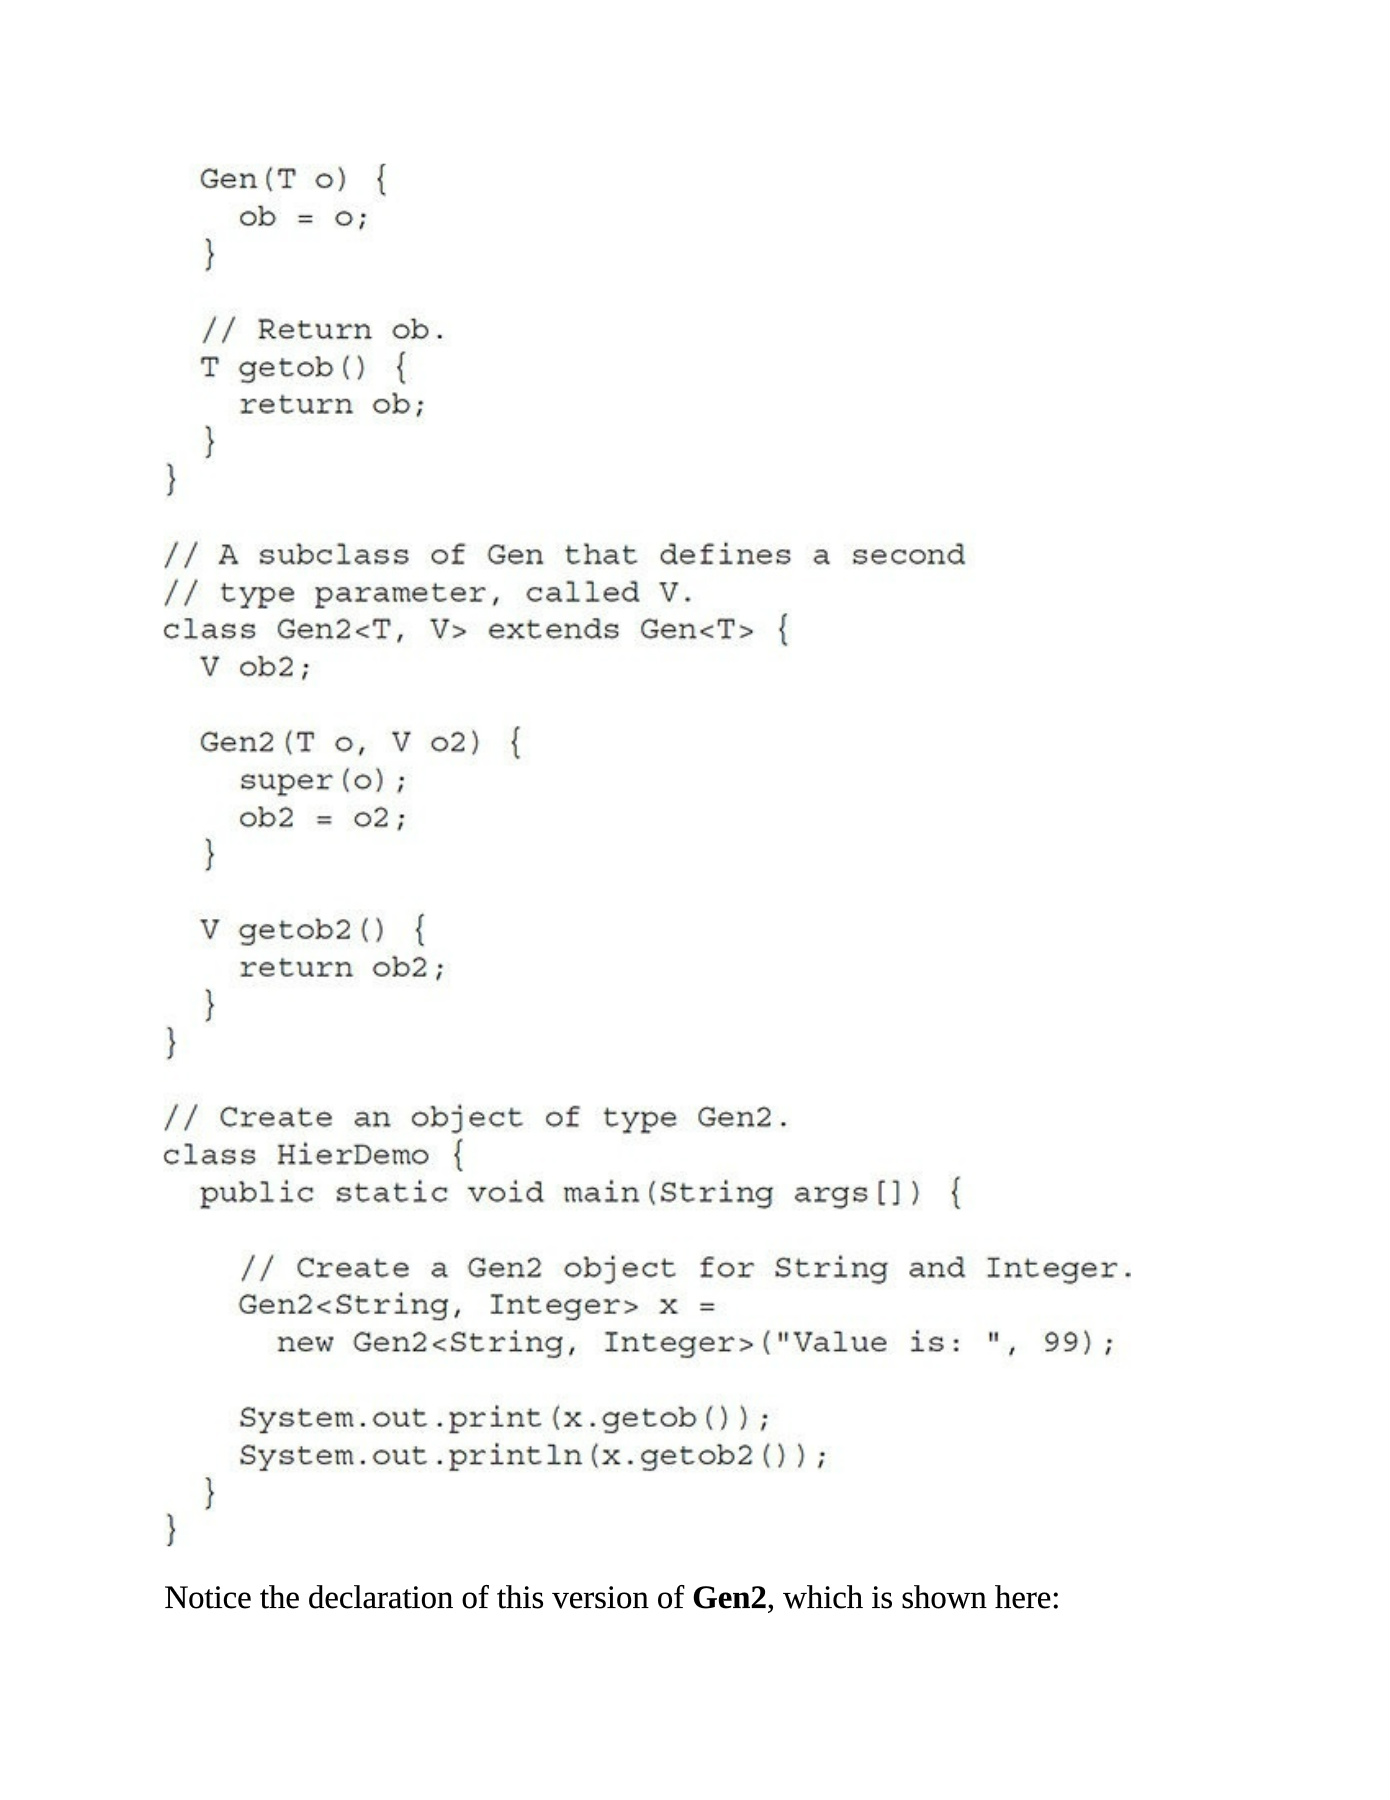 Gen(T o) {
ob = o;
}
// Return ob.
T getob() {
return ob;
}
}
// A subclass of Gen that defines a second
// type parameter, called V.
class Gen2<T, V> extends Gen<T> {
V ob2;
Gen2(T o, V o2) {
super(o);
ob2 = o2;
}
V getob2() {
return ob2;
}
}
// Create an object of type Gen2.
class HierDemo {
public static void main(String args[]) {
// Create a Gen2 object for String and Integer.
Gen2<String, Integer> x =
new Gen2<String, Integer>("Value is: ", 99);
System.out.print(x.getob());
System.out.println(x.getob2());
}
}
Notice the declaration of this version of Gen2, which is shown here: